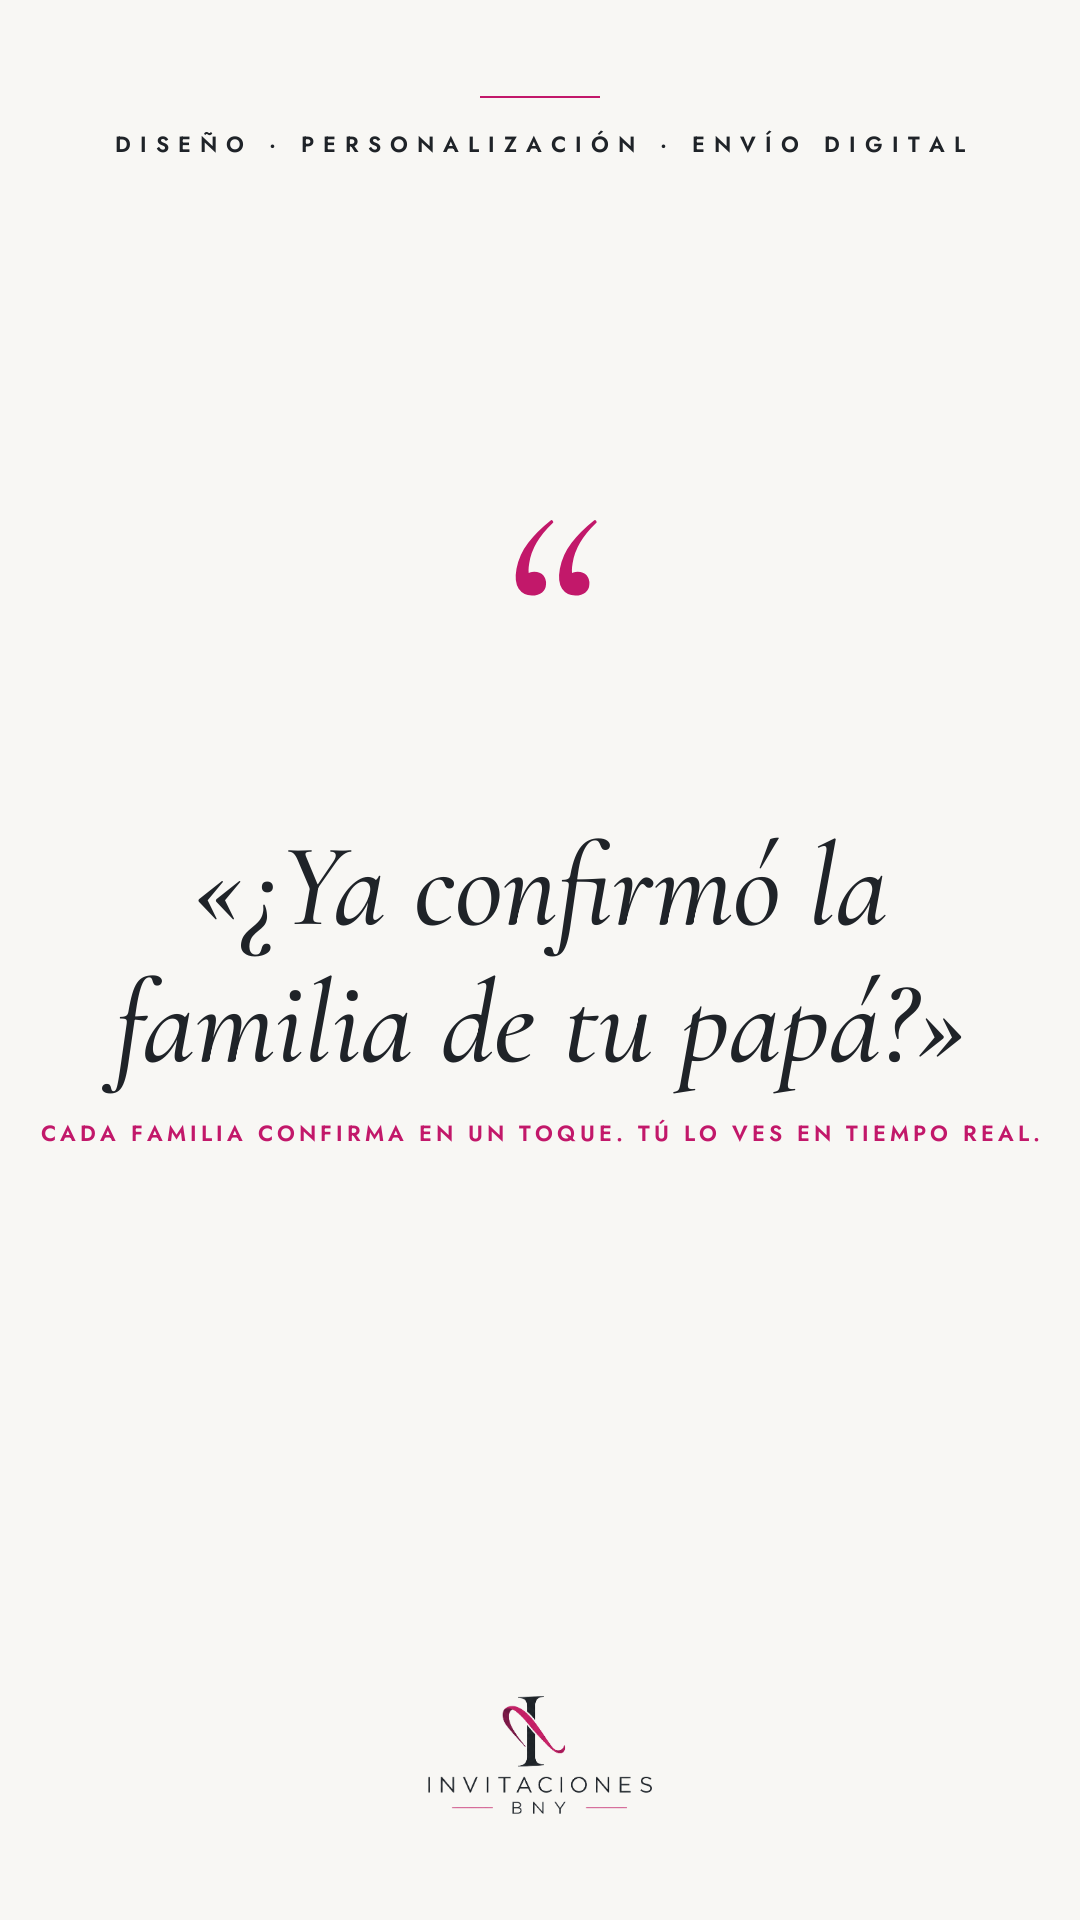 DISEÑO · PERSONALIZACIÓN · ENVÍO DIGITAL
“
«¿Ya confirmó la
familia de tu papá?»
CADA FAMILIA CONFIRMA EN UN TOQUE. TÚ LO VES EN TIEMPO REAL.
INVITACIONES
BNY